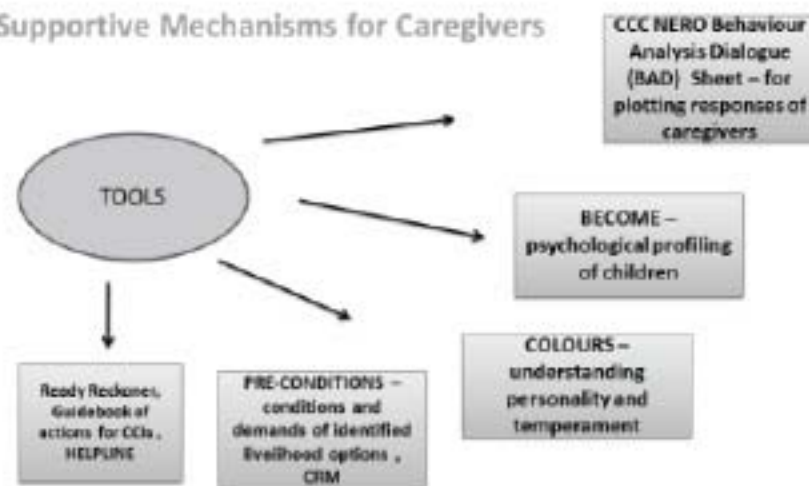 Supportive Mechanisms for Caregivers
CCC NERO Behaviour
Analysis Dialogue
(BAD) Sheet – for
plotting responses of
caregivers
TOOLS
BECOME –
psychological profiling
of children
COLOURS –
understanding
personality and
temperament
PRE-CONDITIONS –
conditions and
demands of identified
livelihood options ,
CRM
Ready Reckoner,
Guidebook of
actions for CCIs ,
HELPLINE